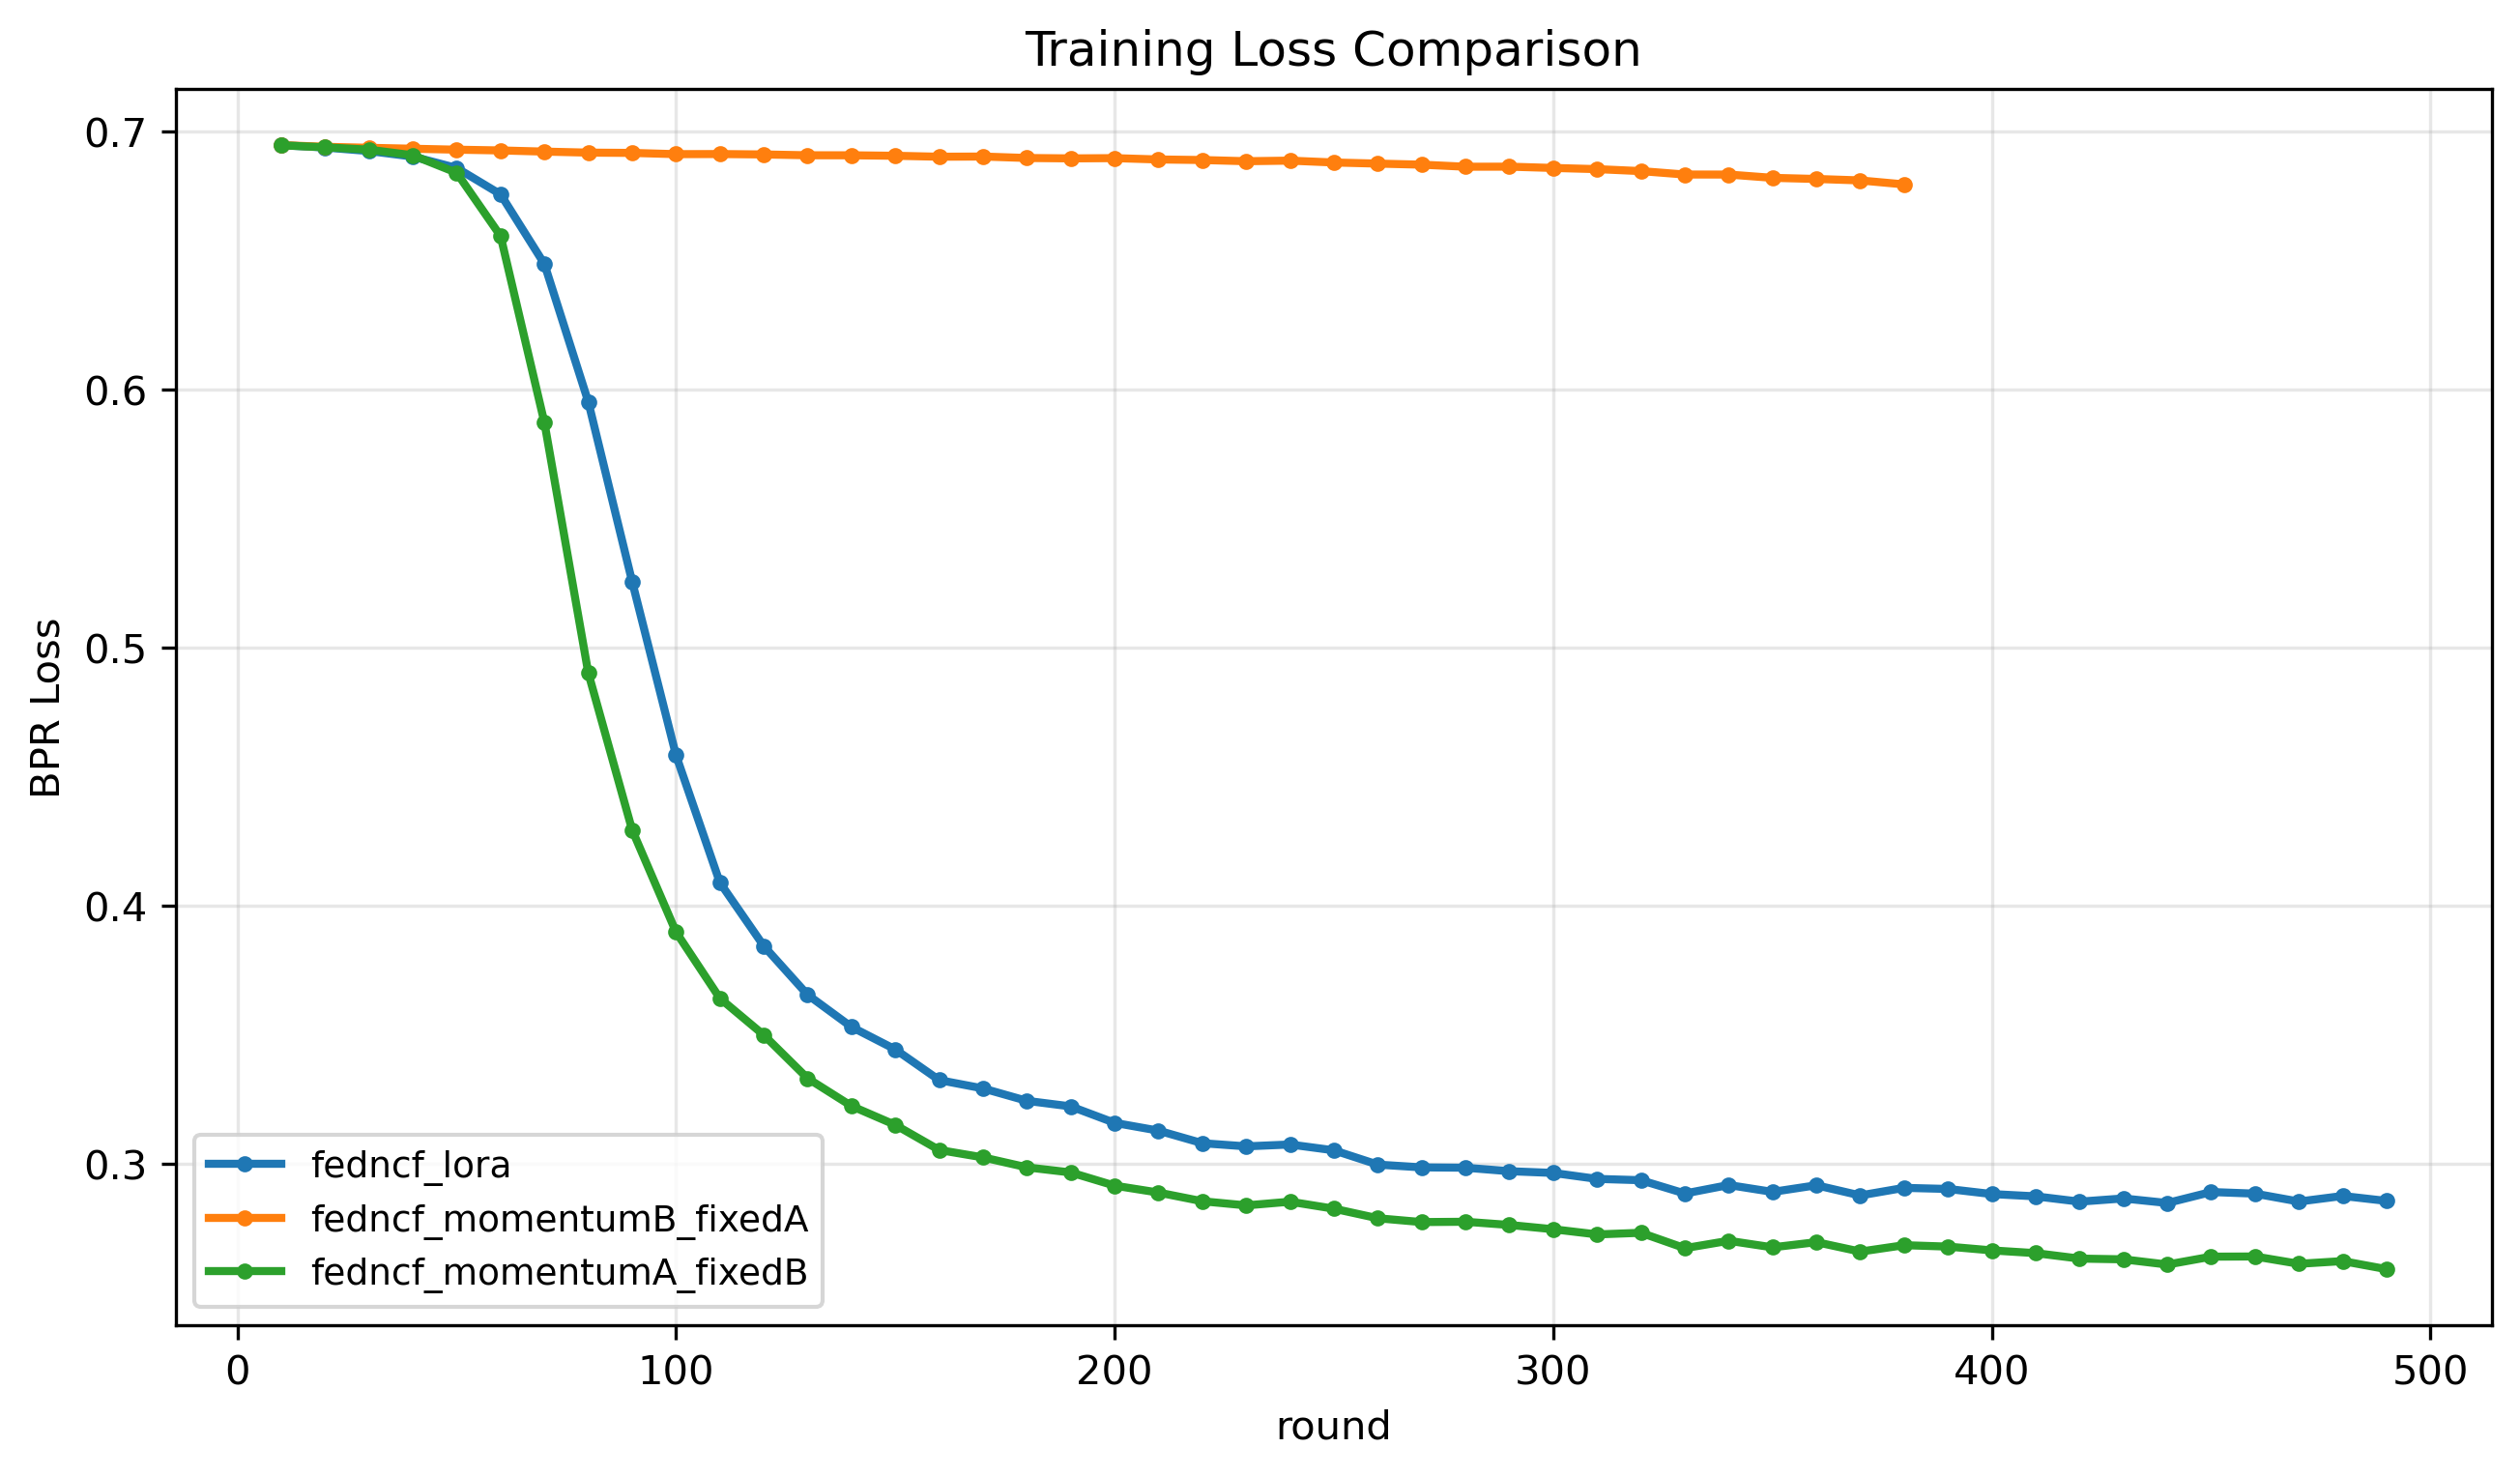 Training Loss Comparison
0.7
0.6
0.5
0.4
0.3
BPR Loss
fedncf_lora
fedncf_momentumB_fixedA
fedncf_momentumA_fixedB
0 100 200 300 400 500
round